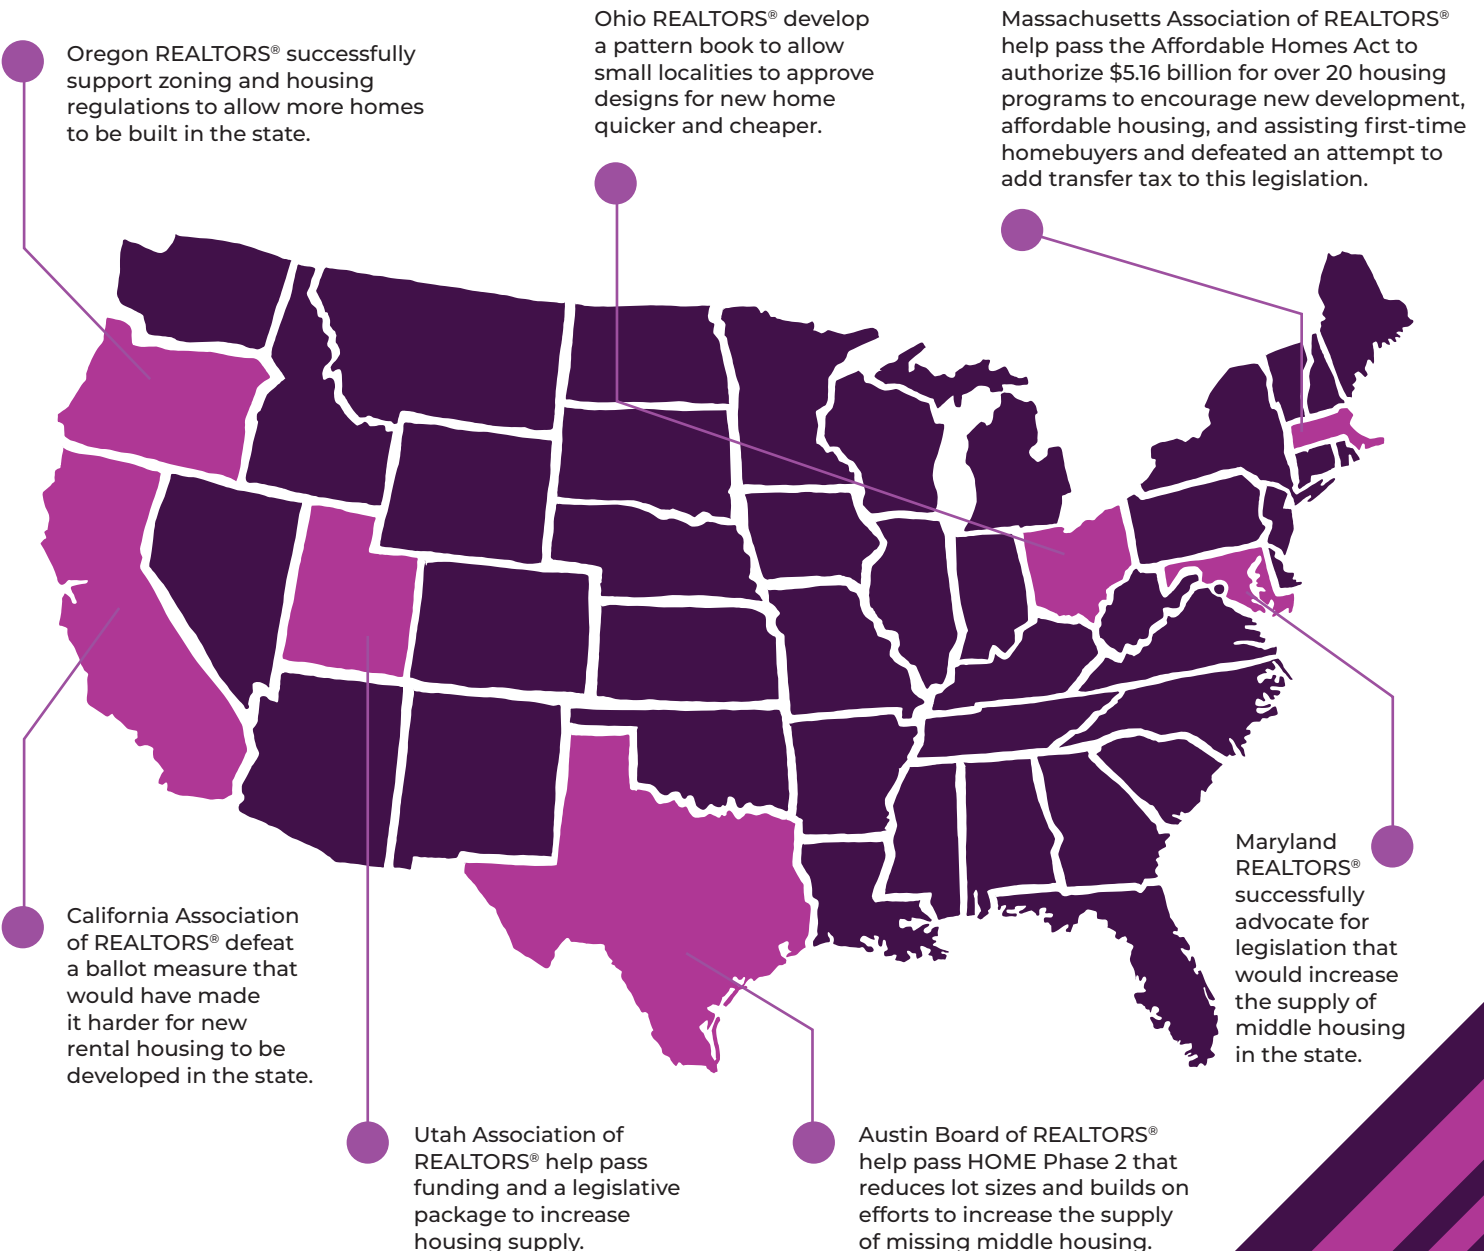 Oregon REALTORS® successfully
support zoning and housing
regulations to allow more homes
to be built in the state.
Ohio REALTORS® develop
a pattern book to allow
small localities to approve
designs for new home
quicker and cheaper.
Massachusetts Association of REALTORS®
help pass the Affordable Homes Act to
authorize $5.16 billion for over 20 housing
programs to encourage new development,
affordable housing, and assisting first-time
homebuyers and defeated an attempt to
add transfer tax to this legislation.
California Association
of REALTORS® defeat
a ballot measure that
would have made
it harder for new
rental housing to be
developed in the state.
Utah Association of
REALTORS® help pass
funding and a legislative
package to increase
housing supply.
Austin Board of REALTORS®
help pass HOME Phase 2 that
reduces lot sizes and builds on
efforts to increase the supply
of missing middle housing.
Maryland
REALTORS®
successfully
advocate for
legislation that
would increase
the supply of
middle housing
in the state.